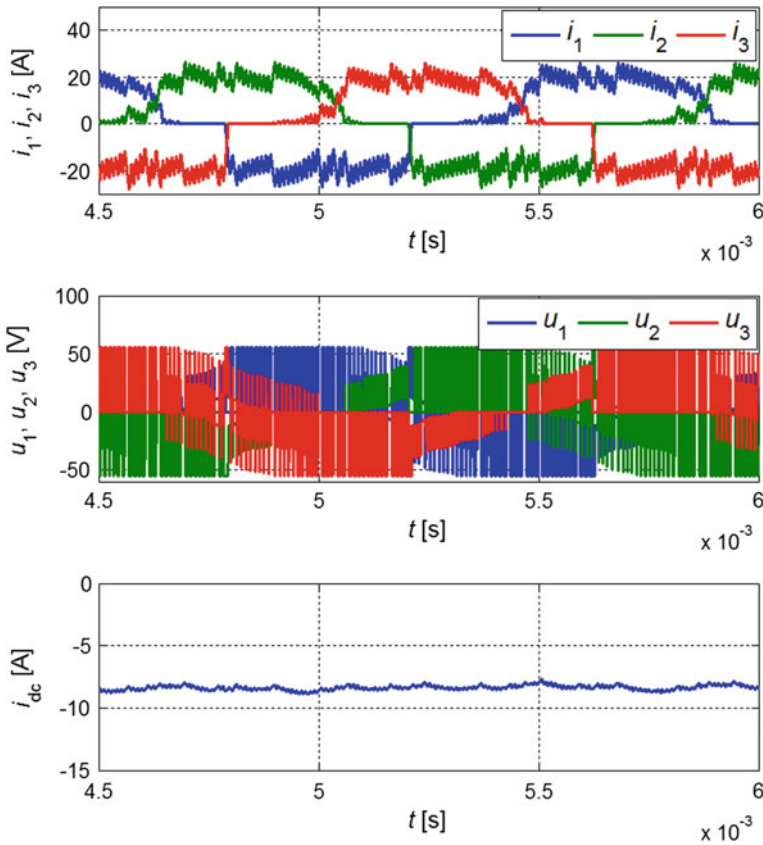 i₁, i₂, i₃ [A]
40
20
0
-20
i₁ i₂ i₃
4.5 5 5.5 6
t [s]
x 10⁻³
u₁, u₂, u₃ [V]
100
50
0
-50
u₁ u₂ u₃
4.5 5 5.5 6
t [s]
x 10⁻³
i_dc [A]
0
-5
-10
-15
4.5 5 5.5 6
t [s]
x 10⁻³